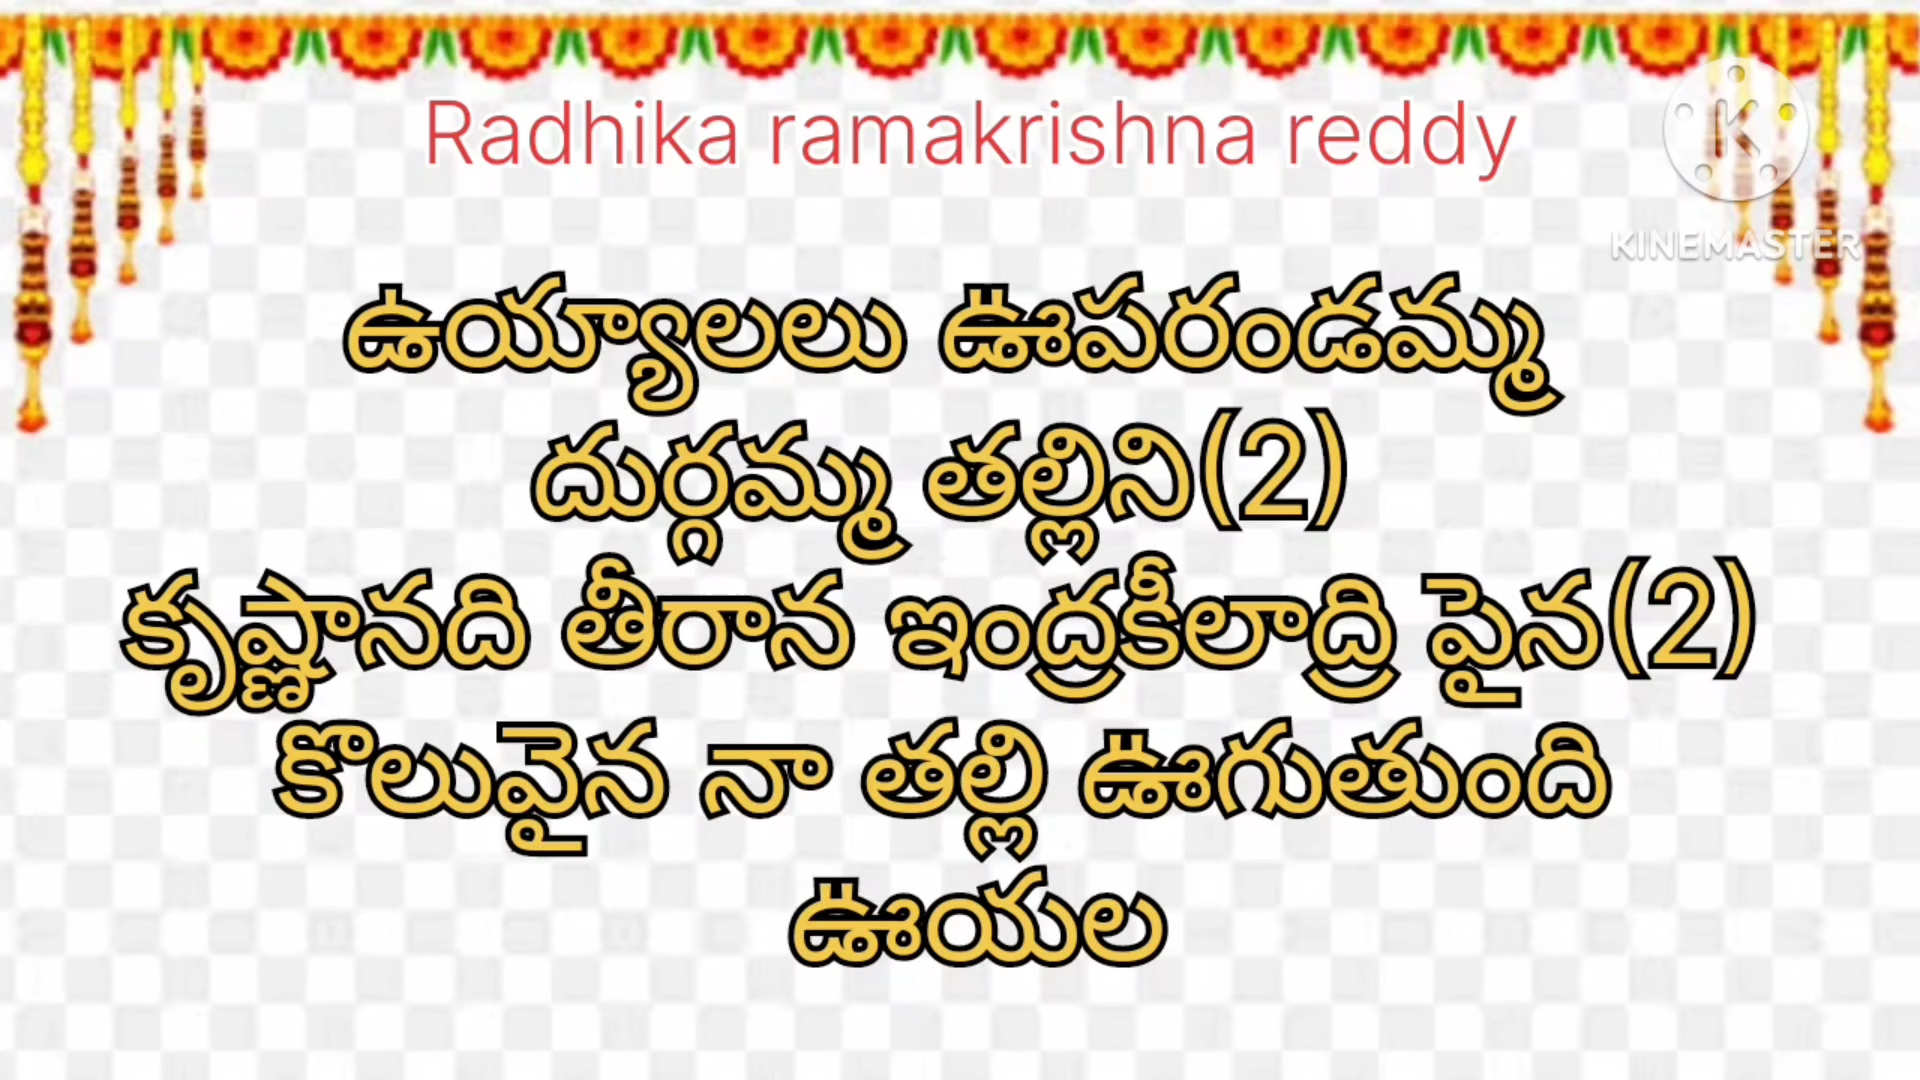 Radhika ramakrishna reddy
KINEMASTER
ఉయ్యాలలు ఊపరండమ్మ
దుర్గమ్మ తల్లిని(2)
కృష్ణానది తీరాన ఇంద్రకీలాద్రి పైన(2)
కొలువైన నా తల్లి ఊగుతుంది
ఊయల